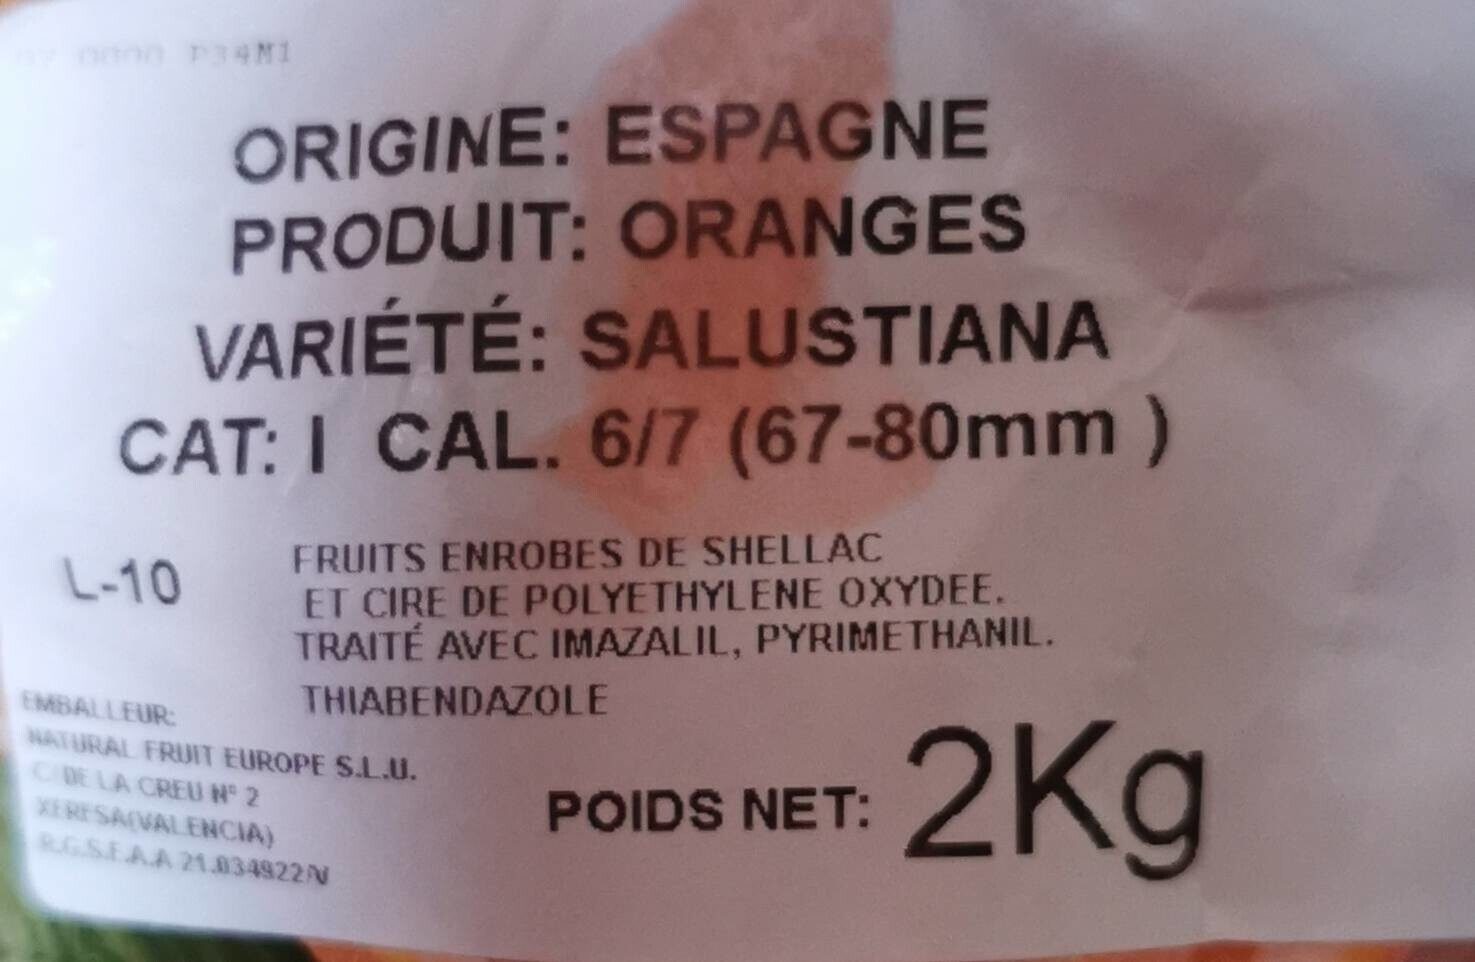 P34M1
ORIGINE: ESPAGNE
PRODUIT: ORANGES
VARIÉTÉ: SALUSTIANA
CAT: I CAL. 6/7 (67-80mm )
L-10
FRUITS ENROBES DE SHELLAC
ET CIRE DE POLYETHYLENE OXYDEE.
TRAITÉ AVEC IMAZALIL, PYRIMETHANIL.
THIABENDAZOLE
EMBALLEUR:
NATURAL FRUIT EUROPE S.L.U.
C/ DE LA CREU Nº 2
XERESA(VALENCIA)
R.G.S.E.A.A 21.034922/V
POIDS NET: 2Kg